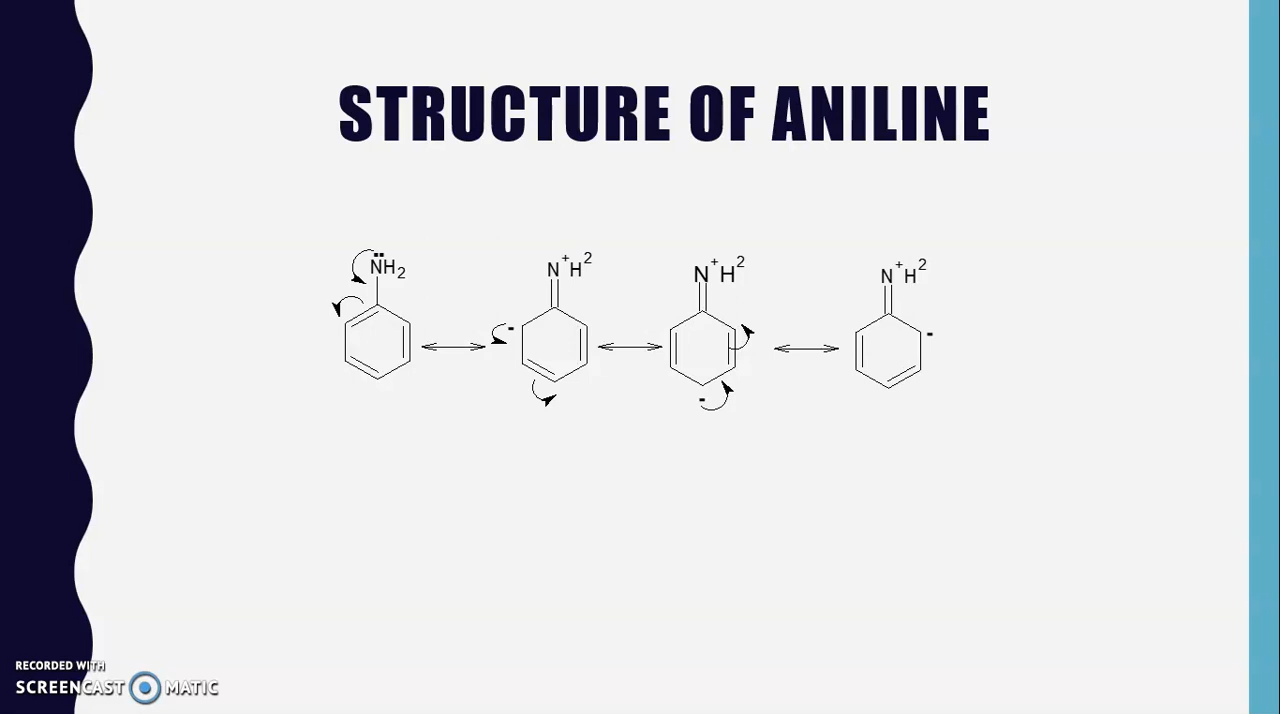 STRUCTURE OF ANILINE
NH2
N+H2
N+H2
N+H2
-
-
-
RECORDED WITH
SCREENCAST MATIC